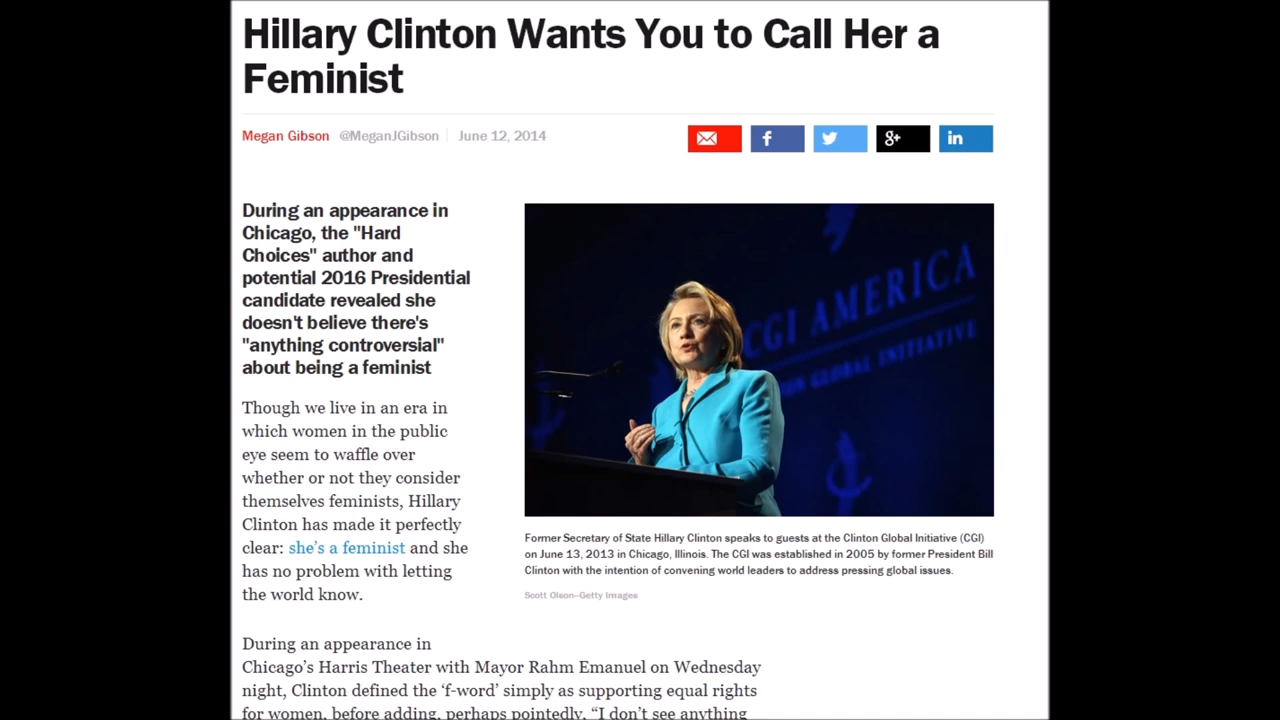 Hillary Clinton Wants You to Call Her a
Feminist
Megan Gibson @MeganJGibson June 12, 2014
f
g+
in
During an appearance in
Chicago, the "Hard
Choices" author and
potential 2016 Presidential
candidate revealed she
doesn't believe there's
"anything controversial"
about being a feminist
Though we live in an era in
which women in the public
eye seem to waffle over
whether or not they consider
themselves feminists, Hillary
Clinton has made it perfectly
clear: she's a feminist and she
has no problem with letting
the world know.
CGI AMERICA
CLINTON GLOBAL INITIATIVE
Former Secretary of State Hillary Clinton speaks to guests at the Clinton Global Initiative (CGI)
on June 13, 2013 in Chicago, Illinois. The CGI was established in 2005 by former President Bill
Clinton with the intention of convening world leaders to address pressing global issues.
Scott Olson—Getty Images
During an appearance in
Chicago's Harris Theater with Mayor Rahm Emanuel on Wednesday
night, Clinton defined the 'f-word' simply as supporting equal rights
for women, before adding, perhaps pointedly, "I don't see anything